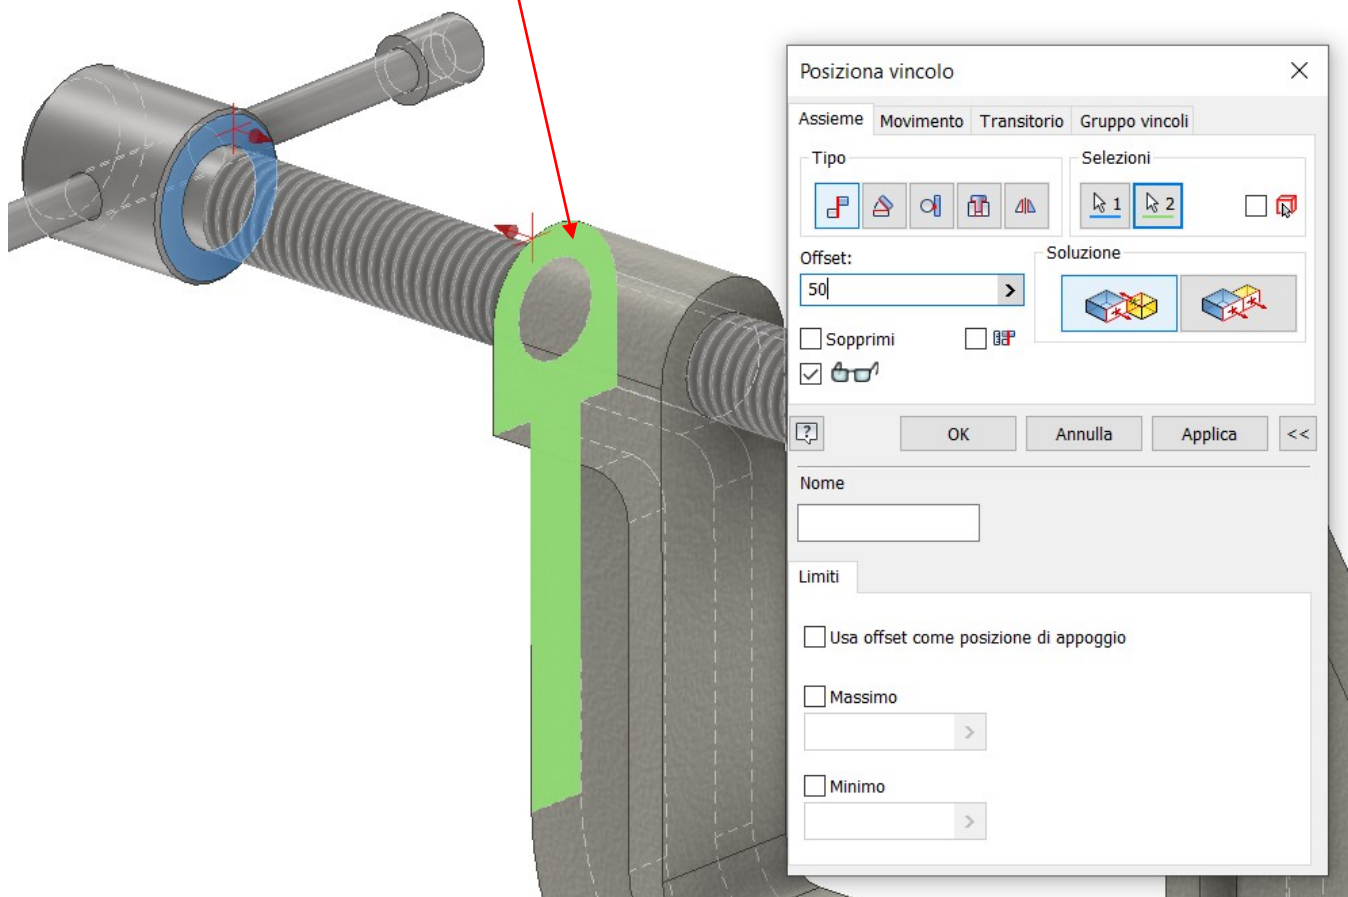 Posiziona vincolo
Assieme Movimento Transitorio Gruppo vincoli
Tipo
Selezioni
1
2
Offset:
50
Soluzione
Sopprimi
OK
Annulla
Applica
<<
Nome
Limiti
Usa offset come posizione di appoggio
Massimo
Minimo